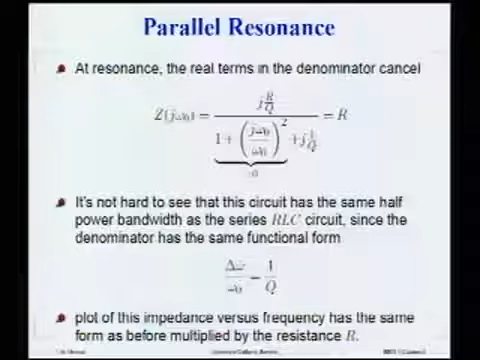 Parallel Resonance
At resonance, the real terms in the denominator cancel
Z(jω₀) = j R/Q / (1 + (jω₀/ω₀)² + j 1/Q) = R
=0
It's not hard to see that this circuit has the same half
power bandwidth as the series RLC circuit, since the
denominator has the same functional form
Δω/ω₀ = 1/Q
plot of this impedance versus frequency has the same
form as before multiplied by the resistance R.